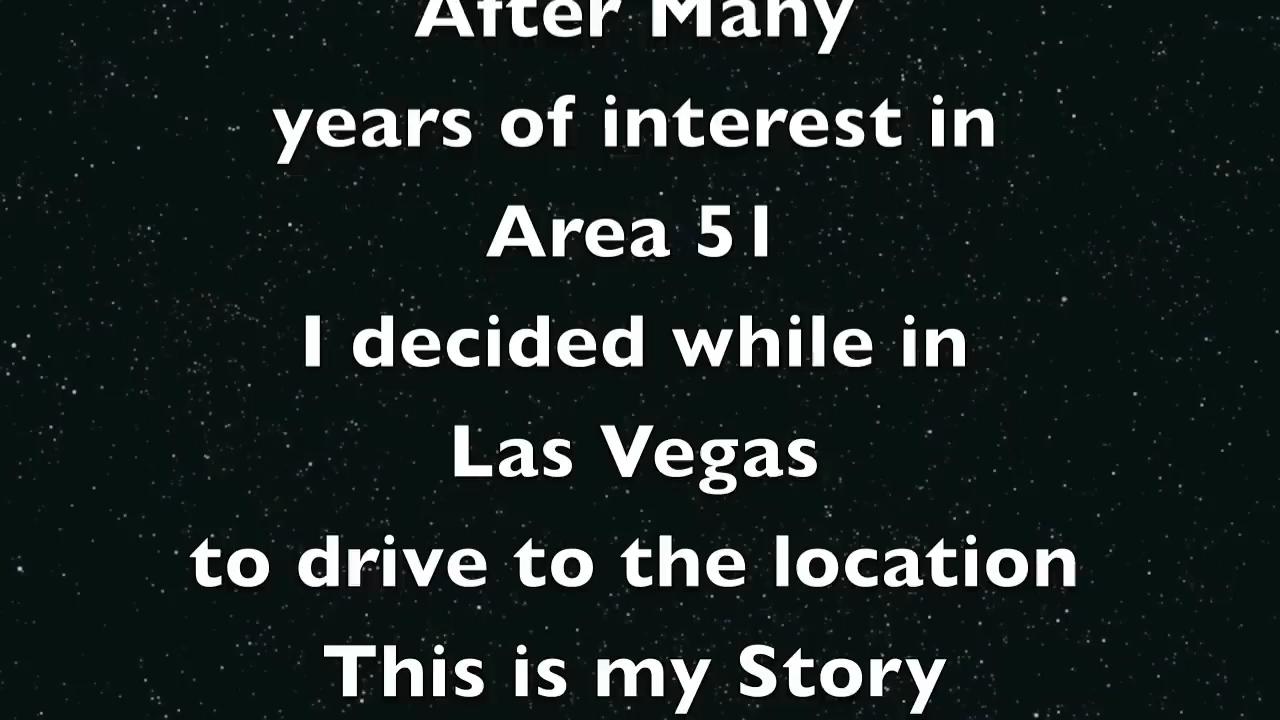 After Many
years of interest in
Area 51
I decided while in
Las Vegas
to drive to the location
This is my Story